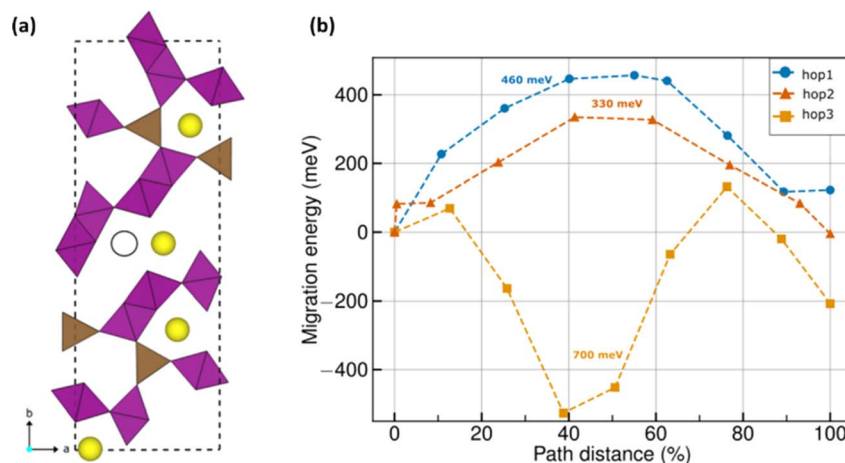 (a)
b
a
(b)
Migration energy (meV)
400
200
0
−200
−400
460 meV
330 meV
700 meV
hop1
hop2
hop3
0 20 40 60 80 100
Path distance (%)